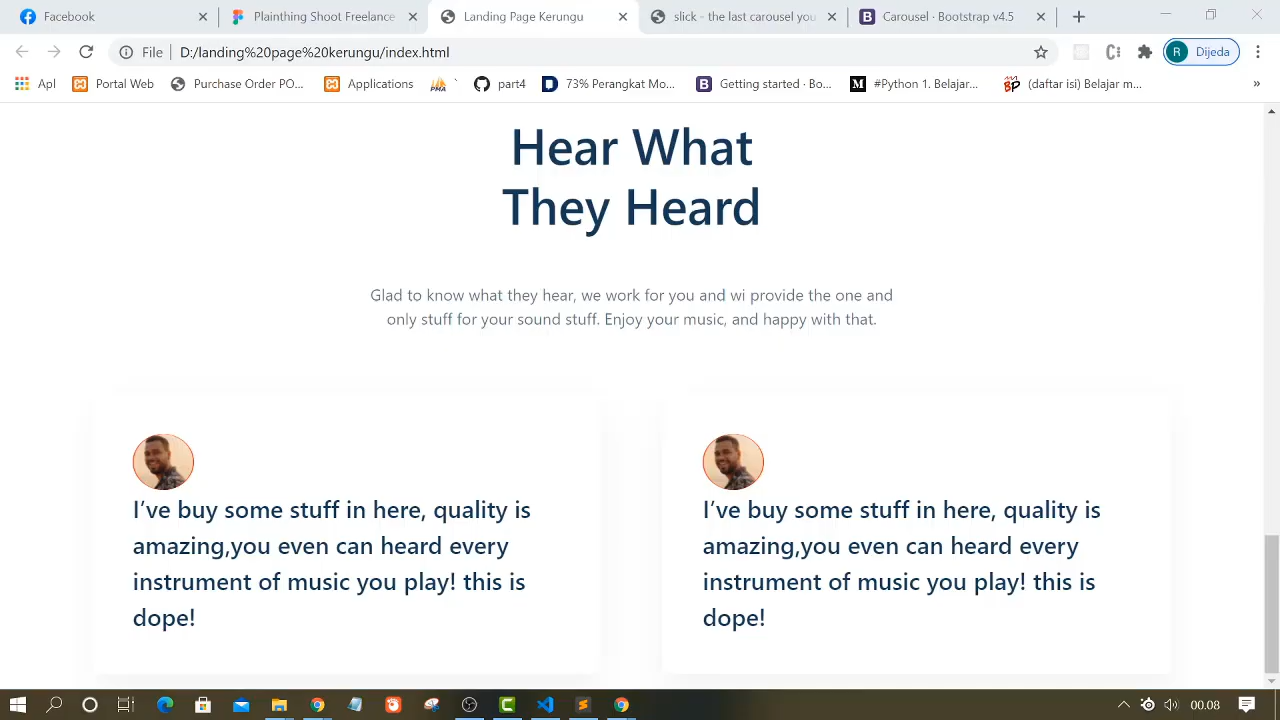 Facebook
Plainthing Shoot Freelance
Landing Page Kerungu
slick - the last carousel you
Carousel · Bootstrap v4.5
File
D:/landing%20page%20kerungu/index.html
R
Dijeda
Apl
Portal Web
Purchase Order PO...
Applications
PMA
part4
73% Perangkat Mo...
B
Getting started · Bo...
M
#Python 1. Belajar...
(daftar isi) Belajar m...
»
Hear What
They Heard
Glad to know what they hear, we work for you and wi provide the one and
only stuff for your sound stuff. Enjoy your music, and happy with that.
I’ve buy some stuff in here, quality is
amazing,you even can heard every
instrument of music you play! this is
dope!
I’ve buy some stuff in here, quality is
amazing,you even can heard every
instrument of music you play! this is
dope!
00.08